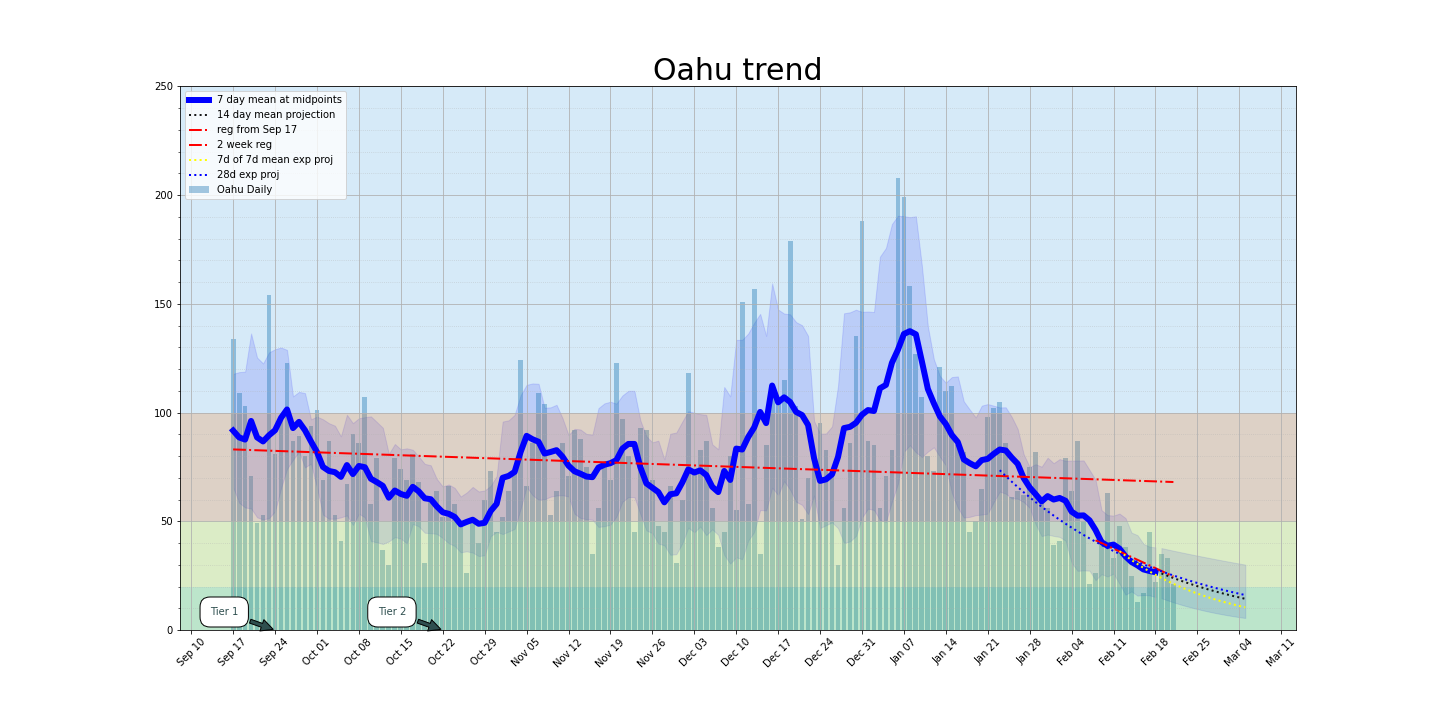 Oahu trend
250
200
150
100
50
0
7 day mean at midpoints
14 day mean projection
reg from Sep 17
2 week reg
7d of 7d mean exp proj
28d exp proj
Oahu Daily
Tier 1
Tier 2
Sep 10
Sep 17
Sep 24
Oct 01
Oct 08
Oct 15
Oct 22
Oct 29
Nov 05
Nov 12
Nov 19
Nov 26
Dec 03
Dec 10
Dec 17
Dec 24
Dec 31
Jan 07
Jan 14
Jan 21
Jan 28
Feb 04
Feb 11
Feb 18
Feb 25
Mar 04
Mar 11